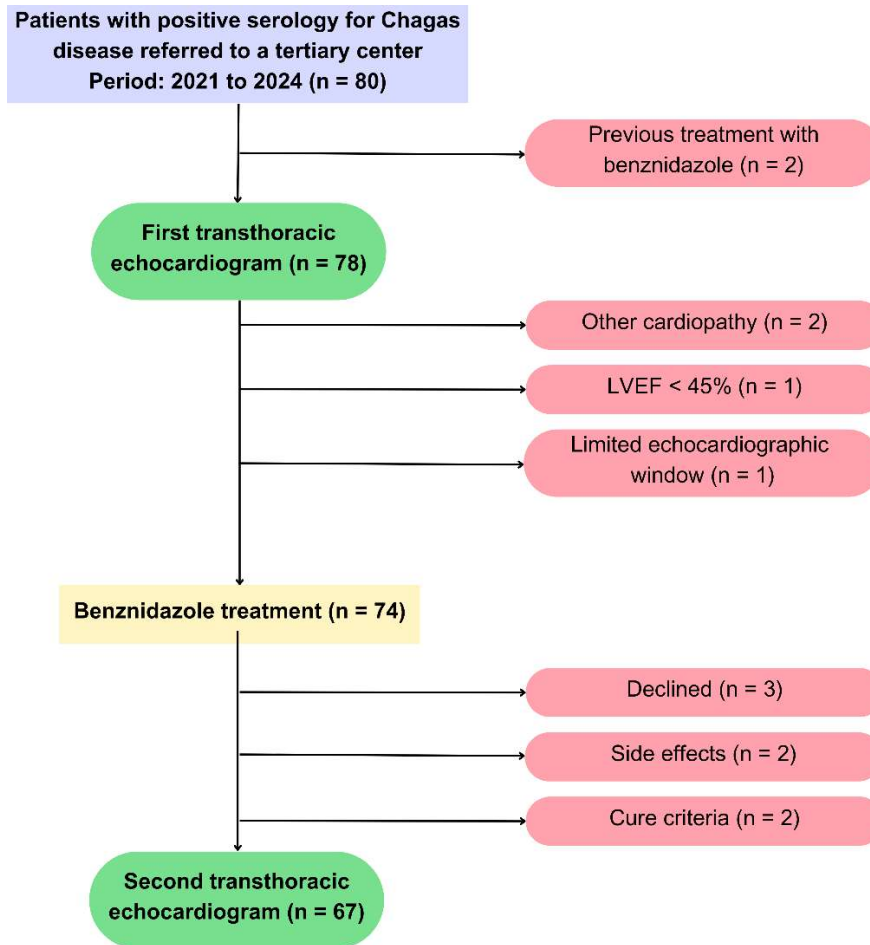 Patients with positive serology for Chagas
disease referred to a tertiary center
Period: 2021 to 2024 (n = 80)
Previous treatment with
benznidazole (n = 2)
First transthoracic
echocardiogram (n = 78)
Other cardiopathy (n = 2)
LVEF < 45% (n = 1)
Limited echocardiographic
window (n = 1)
Benznidazole treatment (n = 74)
Declined (n = 3)
Side effects (n = 2)
Cure criteria (n = 2)
Second transthoracic
echocardiogram (n = 67)